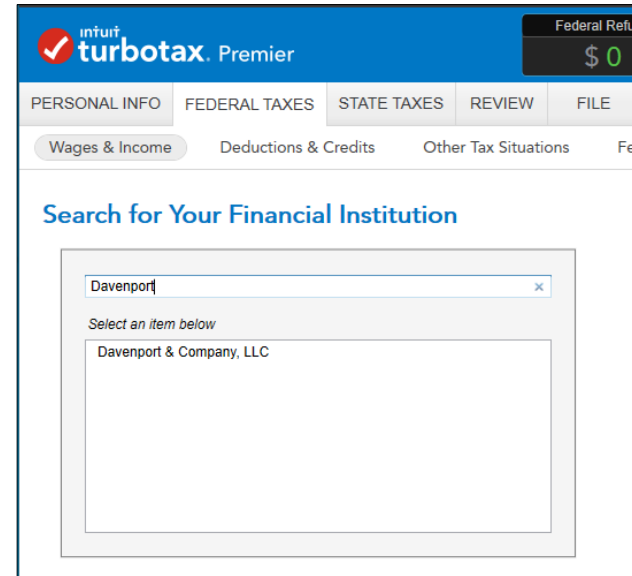 intuit
turbotax. Premier
Federal Refu
$ 0
PERSONAL INFO FEDERAL TAXES STATE TAXES REVIEW FILE
Wages & Income Deductions & Credits Other Tax Situations Fe
Search for Your Financial Institution
Davenport
Select an item below
Davenport & Company, LLC